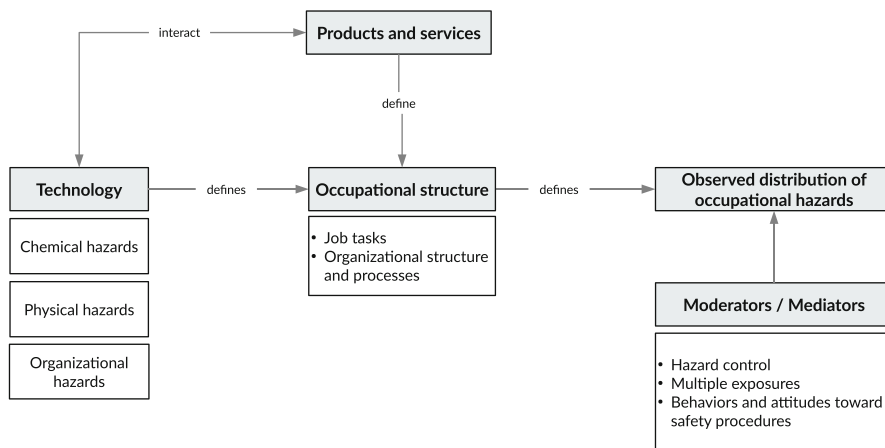 interact
Products and services
define
Technology
defines
Occupational structure
defines
Observed distribution of
occupational hazards
Chemical hazards
• Job tasks
• Organizational structure
and processes
Physical hazards
Moderators / Mediators
Organizational
hazards
• Hazard control
• Multiple exposures
• Behaviors and attitudes toward
safety procedures